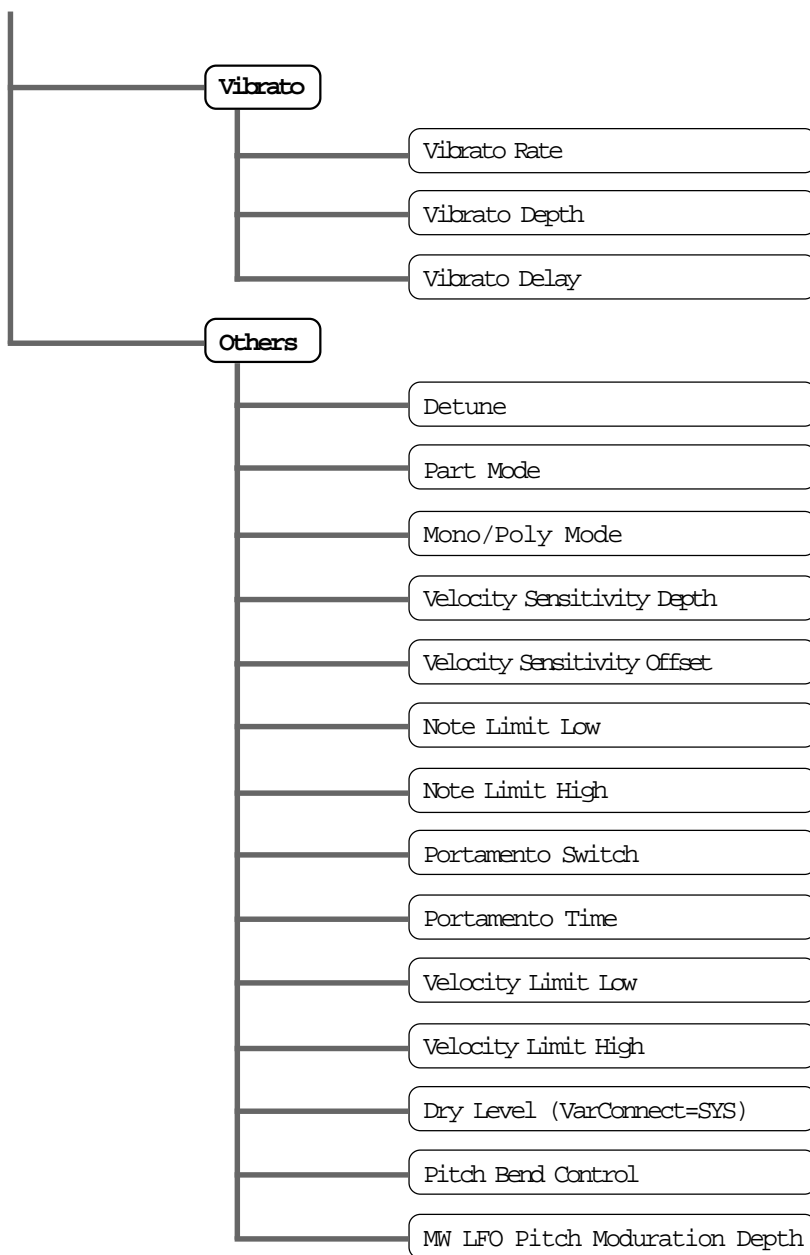 Vibrato
Vibrato Rate
Vibrato Depth
Vibrato Delay
Others
Detune
Part Mode
Mono/Poly Mode
Velocity Sensitivity Depth
Velocity Sensitivity Offset
Note Limit Low
Note Limit High
Portamento Switch
Portamento Time
Velocity Limit Low
Velocity Limit High
Dry Level (VarConnect=SYS)
Pitch Bend Control
MW LFO Pitch Moduration Depth